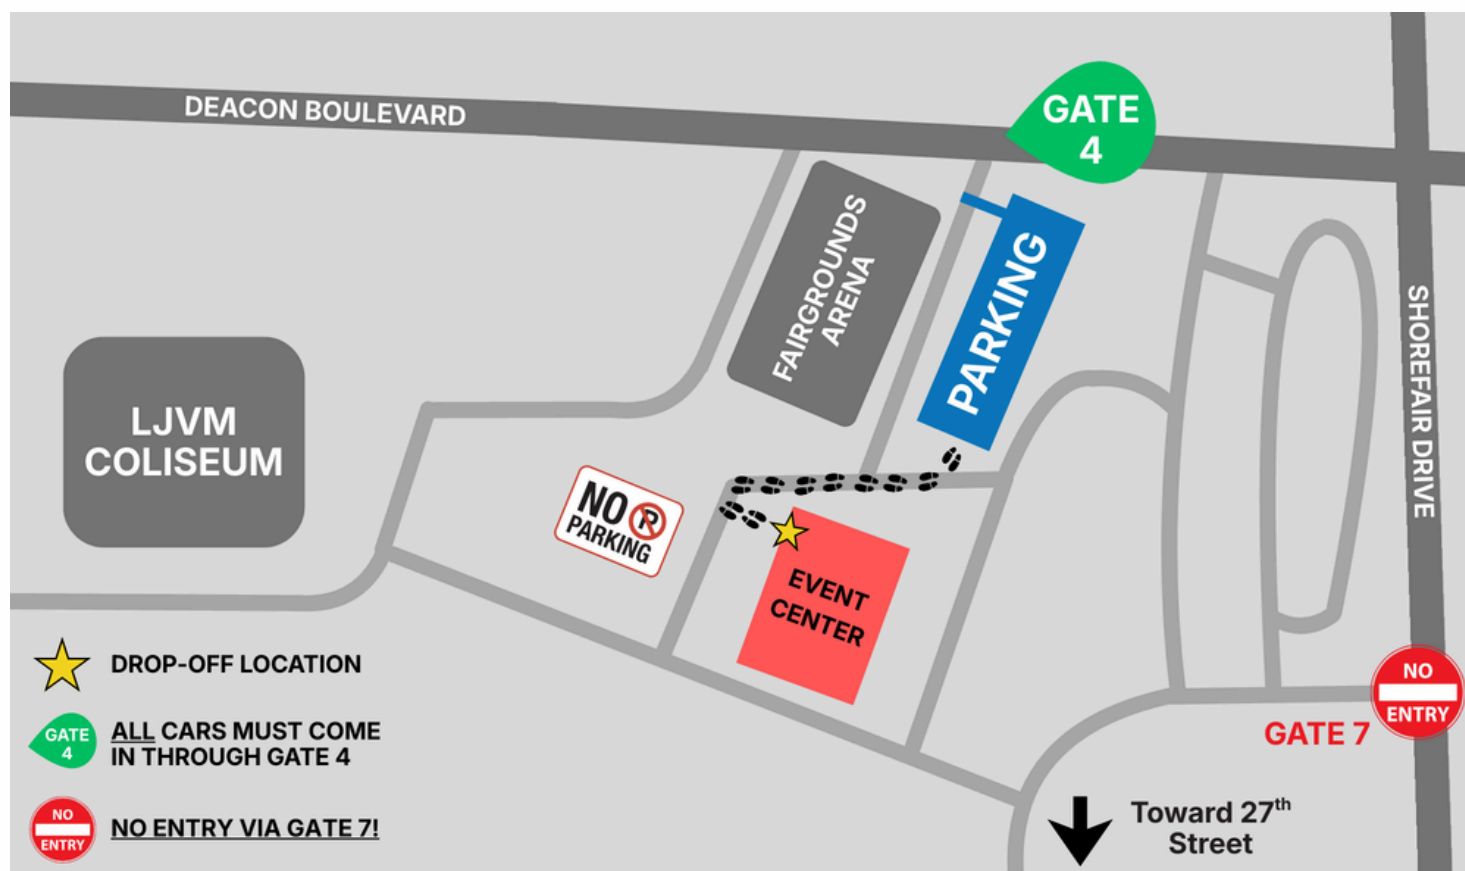 DEACON BOULEVARD
GATE
4
FAIRGROUNDS
ARENA
PARKING
SHOREFAIR DRIVE
LJVM
COLISEUM
NO P
PARKING
EVENT
CENTER
DROP-OFF LOCATION
GATE
4
ALL CARS MUST COME
IN THROUGH GATE 4
NO
ENTRY
NO ENTRY VIA GATE 7!
NO
ENTRY
GATE 7
Toward 27th
Street